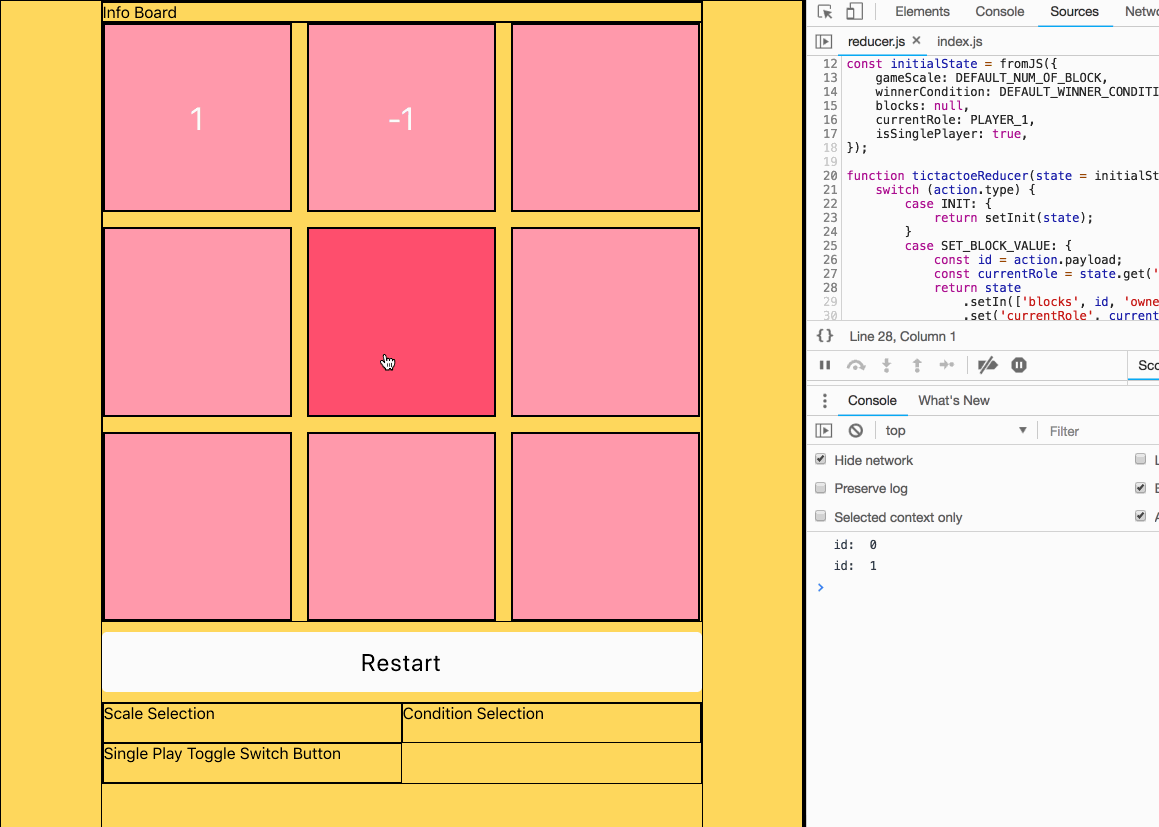 Info Board
1
-1
Restart
Scale Selection
Condition Selection
Single Play Toggle Switch Button
Elements Console Sources Netwo
reducer.js × index.js
12 const initialState = fromJS({
13 gameScale: DEFAULT_NUM_OF_BLOCK,
14 winnerCondition: DEFAULT_WINNER_CONDITI
15 blocks: null,
16 currentRole: PLAYER_1,
17 isSinglePlayer: true,
18 });
19
20 function tictactoeReducer(state = initialSt
21 switch (action.type) {
22 case INIT: {
23 return setInit(state);
24 }
25 case SET_BLOCK_VALUE: {
26 const id = action.payload;
27 const currentRole = state.get('
28 return state
29 .setIn(['blocks', id, 'owne
30 .set('currentRole', current
{} Line 28, Column 1
Sco
Console What's New
top Filter
Hide network
L
Preserve log
E
Selected context only
A
id: 0
id: 1